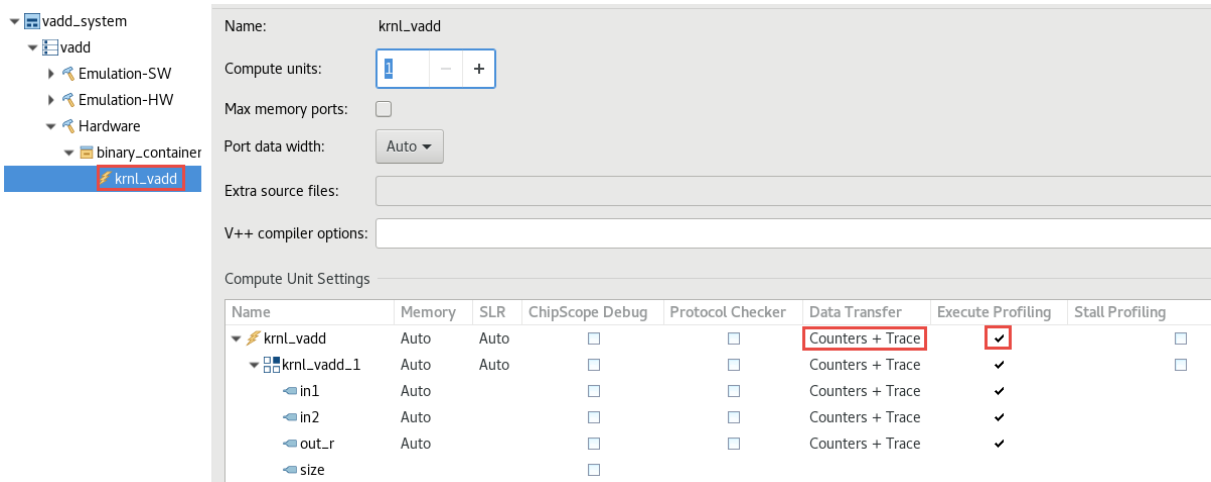 vadd_system
vadd
Emulation-SW
Emulation-HW
Hardware
binary_container
krnl_vadd
Name: krnl_vadd
Compute units: 1 − +
Max memory ports:
Port data width: Auto
Extra source files:
V++ compiler options:
Compute Unit Settings
Name Memory SLR ChipScope Debug Protocol Checker Data Transfer Execute Profiling Stall Profiling
krnl_vadd Auto Auto Counters + Trace
krnl_vadd_1 Auto Auto Counters + Trace
in1 Auto Counters + Trace
in2 Auto Counters + Trace
out_r Auto Counters + Trace
size